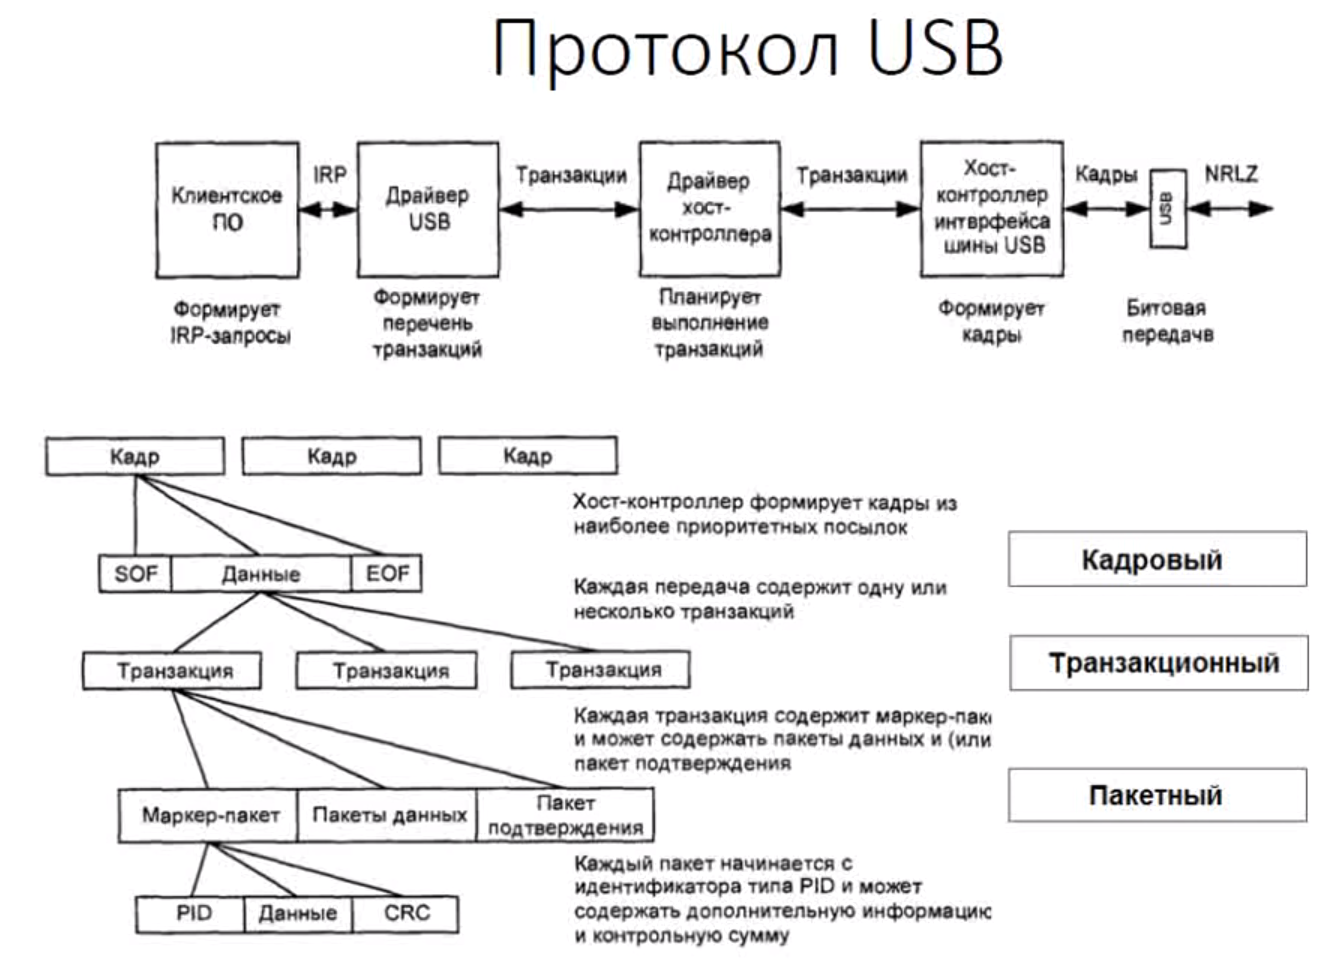 Протокол USB
Клиентское
ПО
IRP
Драйвер
USB
Транзакции
Драйвер
хост-
контроллера
Транзакции
Хост-
контроллер
интврфейса
шины USB
Кадры
USB
NRLZ
Формирует
IRP-запросы
Формирует
перечень
транзакций
Планирует
выполнение
транзакций
Формирует
кадры
Битовая
передачв
Кадр
Кадр
Кадр
Хост-контроллер формирует кадры из
наиболее приоритетных посылок
Кадровый
SOF
Данные
EOF
Каждая передача содержит одну или
несколько транзакций
Транзакция
Транзакция
Транзакция
Транзакционный
Каждая транзакция содержит маркер-пак
и может содержать пакеты данных и (или
пакет подтверждения
Пакетный
Маркер-пакет
Пакеты данных
Пакет
подтверждения
Каждый пакет начинается с
идентификатора типа PID и может
содержать дополнительную информацию
и контрольную сумму
PID
Данные
CRC